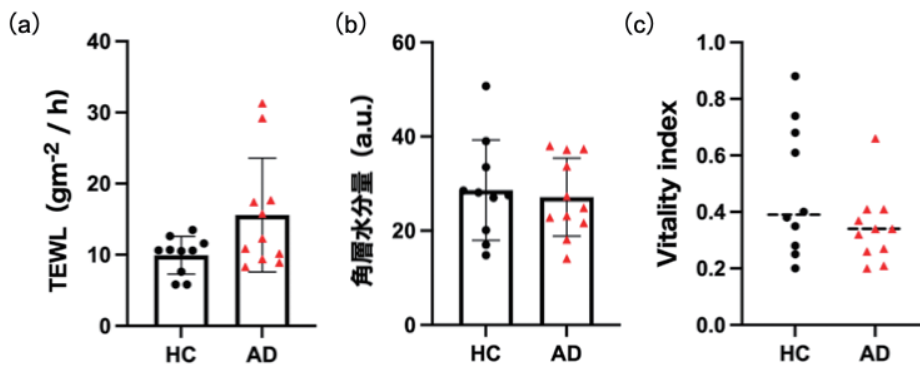 (a)
TEWL (gm⁻² / h)
40
30
20
10
0
HC AD
(b)
角層水分量 (a.u.)
60
40
20
0
HC AD
(c)
Vitality index
1.0
0.8
0.6
0.4
0.2
0.0
HC AD